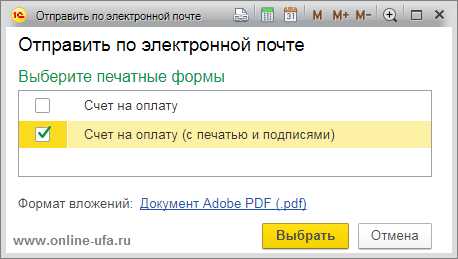 1С Отправить по электронной почте 31 M M+ M-
Отправить по электронной почте
Выберите печатные формы
Счет на оплату
Счет на оплату (с печатью и подписями)
Формат вложений: Документ Adobe PDF (.pdf)
www.online-ufa.ru Выбрать Отмена